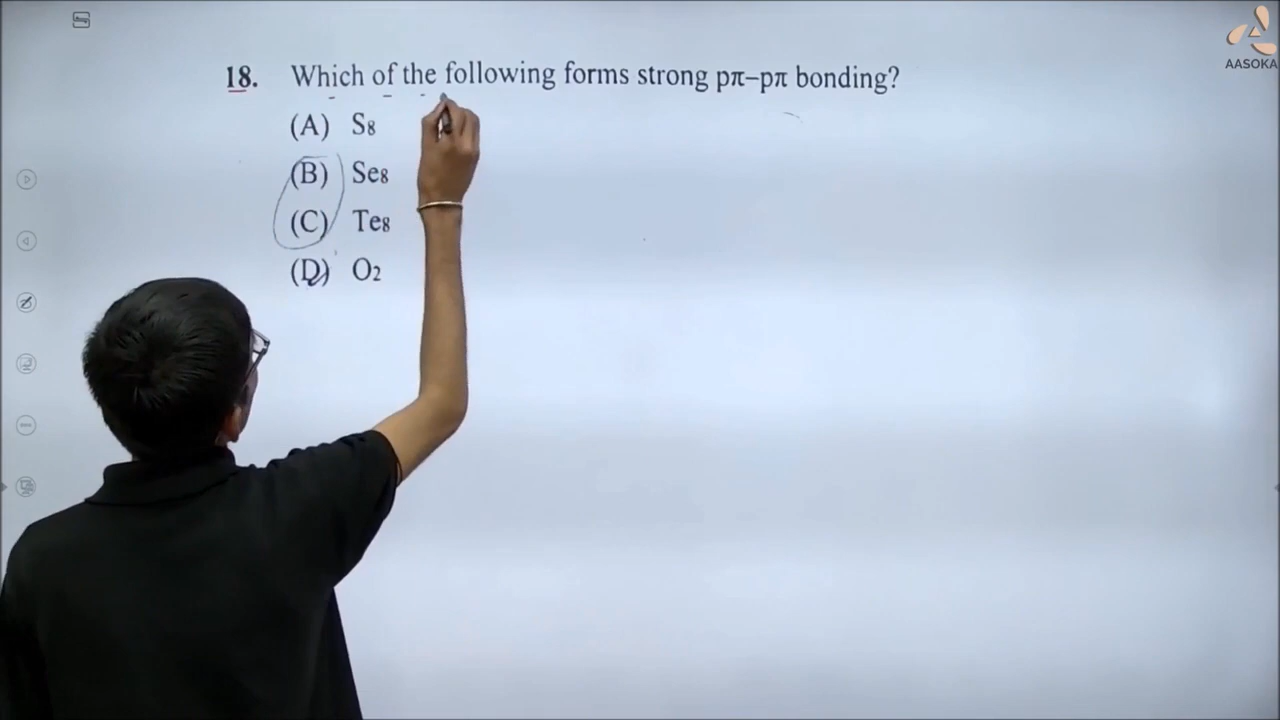 AASOKA
18. Which of the following forms strong pπ–pπ bonding?
(A) S₈
(B) Se₈
(C) Te₈
(D) O₂